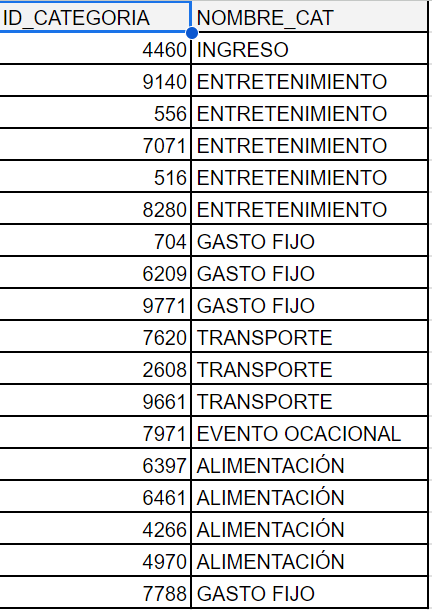 ID_CATEGORIA NOMBRE_CAT
4460 INGRESO
9140 ENTRETENIMIENTO
556 ENTRETENIMIENTO
7071 ENTRETENIMIENTO
516 ENTRETENIMIENTO
8280 ENTRETENIMIENTO
704 GASTO FIJO
6209 GASTO FIJO
9771 GASTO FIJO
7620 TRANSPORTE
2608 TRANSPORTE
9661 TRANSPORTE
7971 EVENTO OCACIONAL
6397 ALIMENTACIÓN
6461 ALIMENTACIÓN
4266 ALIMENTACIÓN
4970 ALIMENTACIÓN
7788 GASTO FIJO